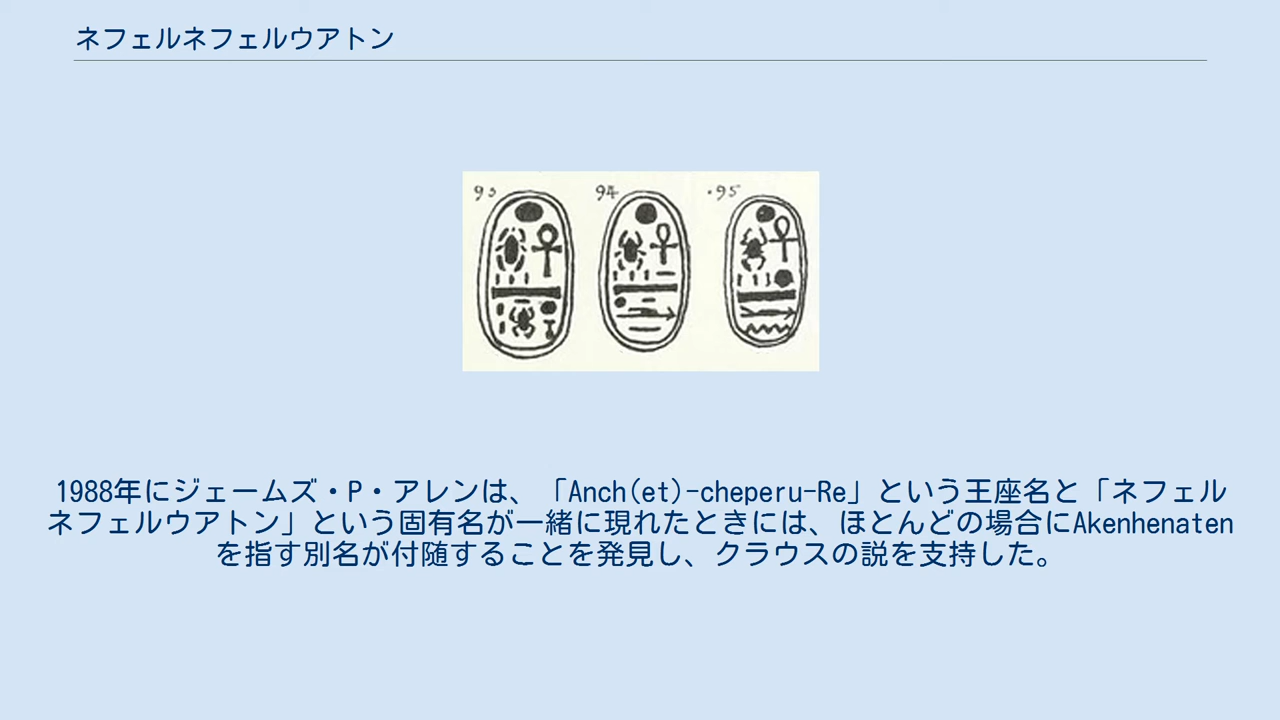 ネフェルネフェルウアトン
93 94 .95
1988年にジェームズ・P・アレンは、「Anch(et)-cheperu-Re」という王座名と「ネフェル
ネフェルウアトン」という固有名が一緒に現れたときには、ほとんどの場合にAkenhenaten
を指す別名が付随することを発見し、クラウスの説を支持した。